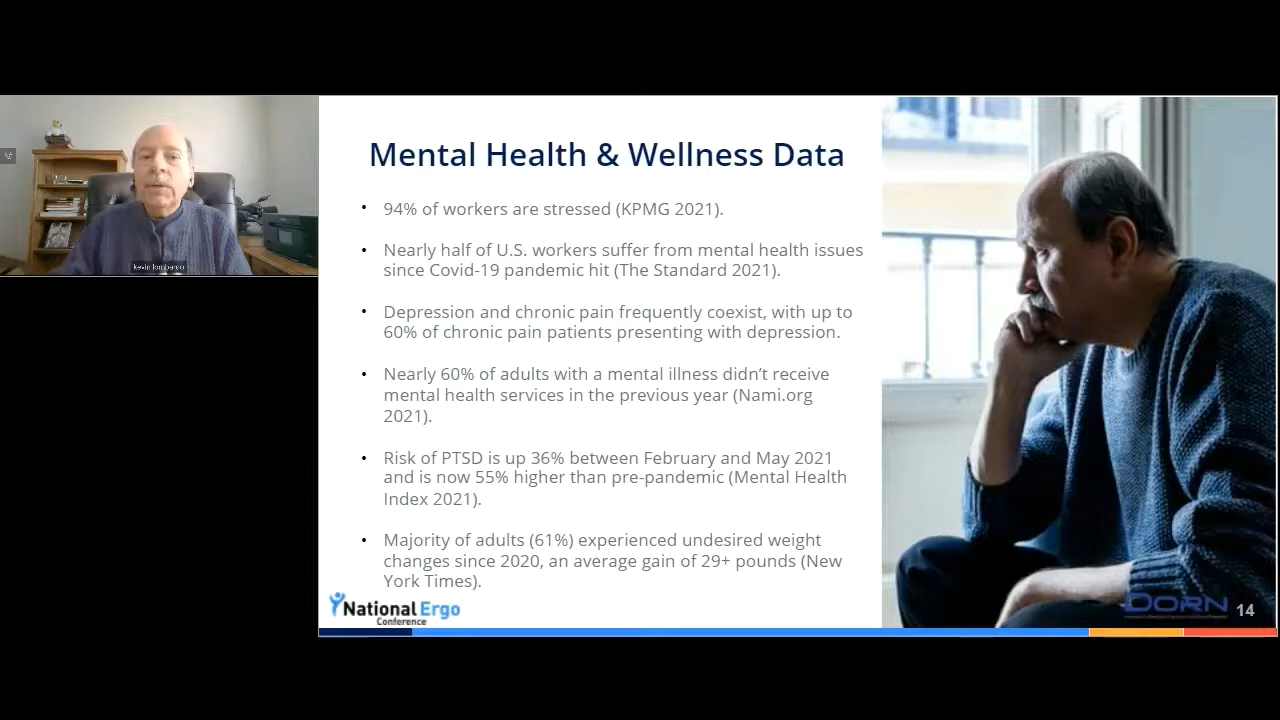 kevin lombardo
Mental Health & Wellness Data
• 94% of workers are stressed (KPMG 2021).
• Nearly half of U.S. workers suffer from mental health issues
since Covid-19 pandemic hit (The Standard 2021).
• Depression and chronic pain frequently coexist, with up to
60% of chronic pain patients presenting with depression.
• Nearly 60% of adults with a mental illness didn’t receive
mental health services in the previous year (Nami.org
2021).
• Risk of PTSD is up 36% between February and May 2021
and is now 55% higher than pre-pandemic (Mental Health
Index 2021).
• Majority of adults (61%) experienced undesired weight
changes since 2020, an average gain of 29+ pounds (New
York Times).
National Ergo
Conference
DORN
14